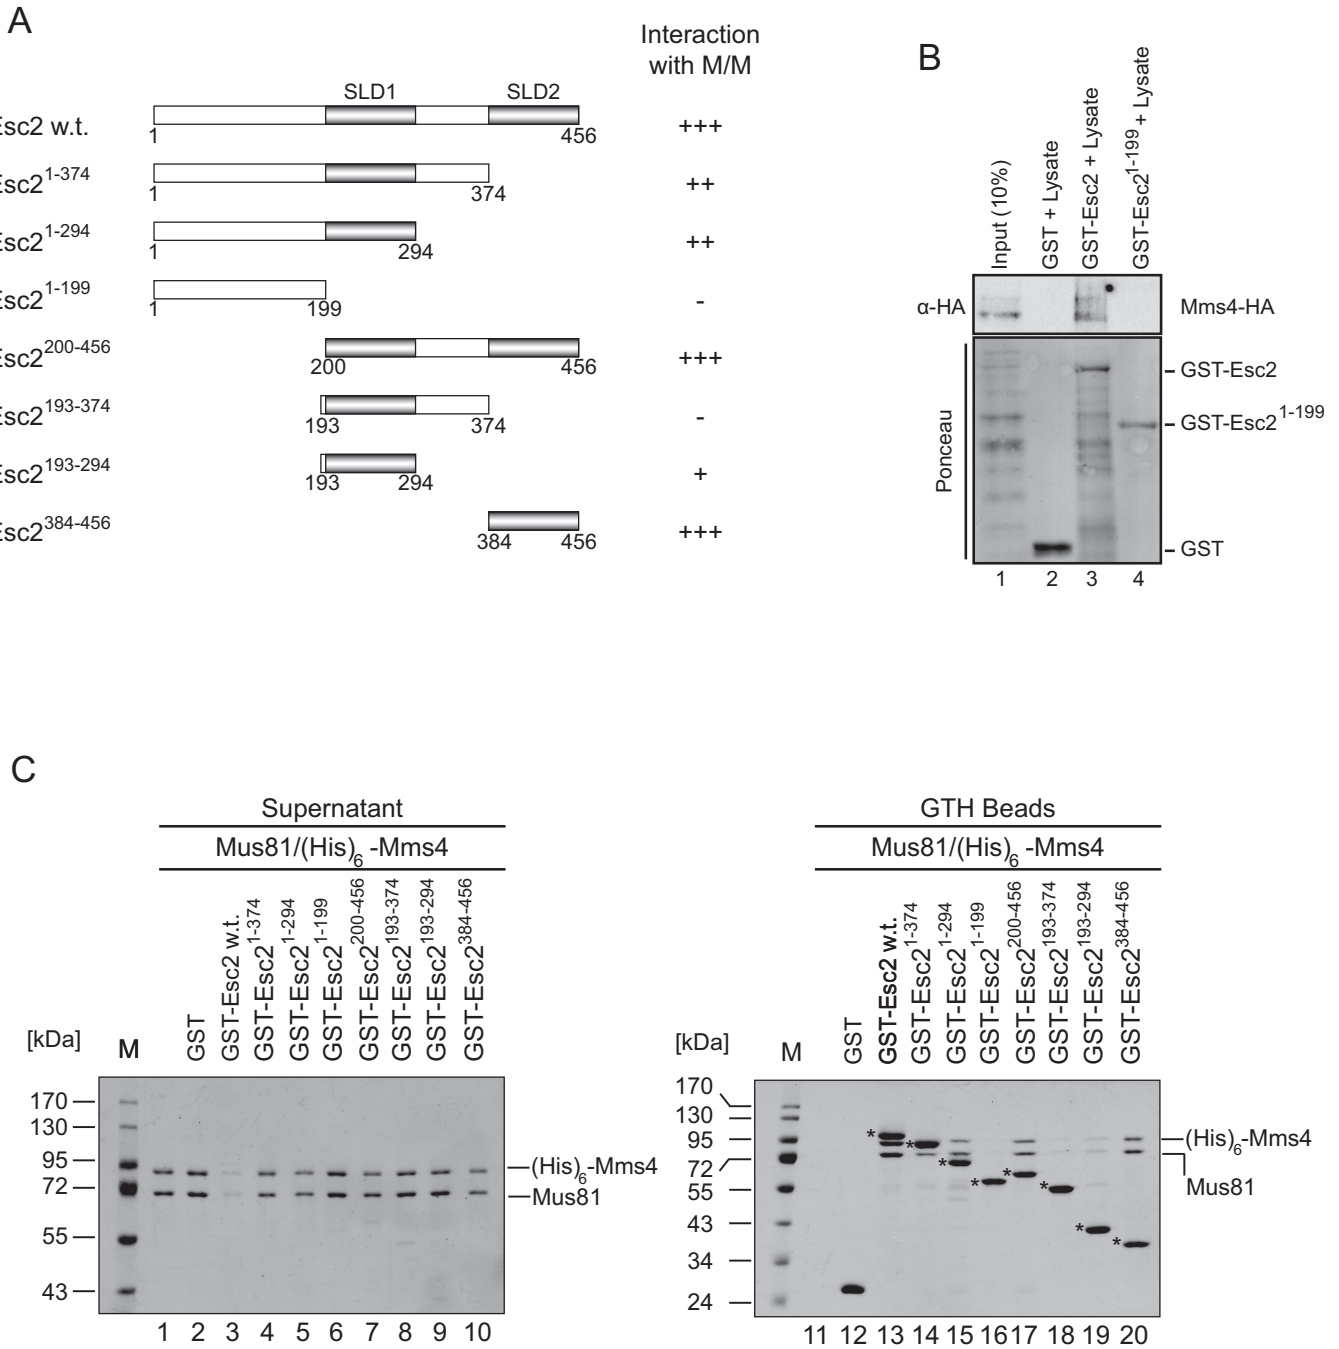 A
Interaction
with M/M
SLD1 SLD2
Esc2 w.t. 1 456 +++
Esc2 1-374 1 374 ++
Esc2 1-294 1 294 ++
Esc2 1-199 1 199 -
Esc2 200-456 200 456 +++
Esc2 193-374 193 374 -
Esc2 193-294 193 294 +
Esc2 384-456 384 456 +++
B
Input (10%)
GST + Lysate
GST-Esc2 + Lysate
GST-Esc2 1-199 + Lysate
α-HA Mms4-HA
Ponceau
GST-Esc2
GST-Esc2 1-199
GST
1 2 3 4
C
Supernatant
Mus81/(His)6 -Mms4
[kDa]
M
GST
GST-Esc2 w.t.
GST-Esc2 1-374
GST-Esc2 1-294
GST-Esc2 1-199
GST-Esc2 200-456
GST-Esc2 193-374
GST-Esc2 193-294
GST-Esc2 384-456
170
130
95
72
55
43
(His)6-Mms4
Mus81
1 2 3 4 5 6 7 8 9 10
GTH Beads
Mus81/(His)6 -Mms4
[kDa]
M
GST
GST-Esc2 w.t.
GST-Esc2 1-374
GST-Esc2 1-294
GST-Esc2 1-199
GST-Esc2 200-456
GST-Esc2 193-374
GST-Esc2 193-294
GST-Esc2 384-456
170
130
95
72
55
43
34
24
* * * * * * * * 
(His)6-Mms4
Mus81
11 12 13 14 15 16 17 18 19 20